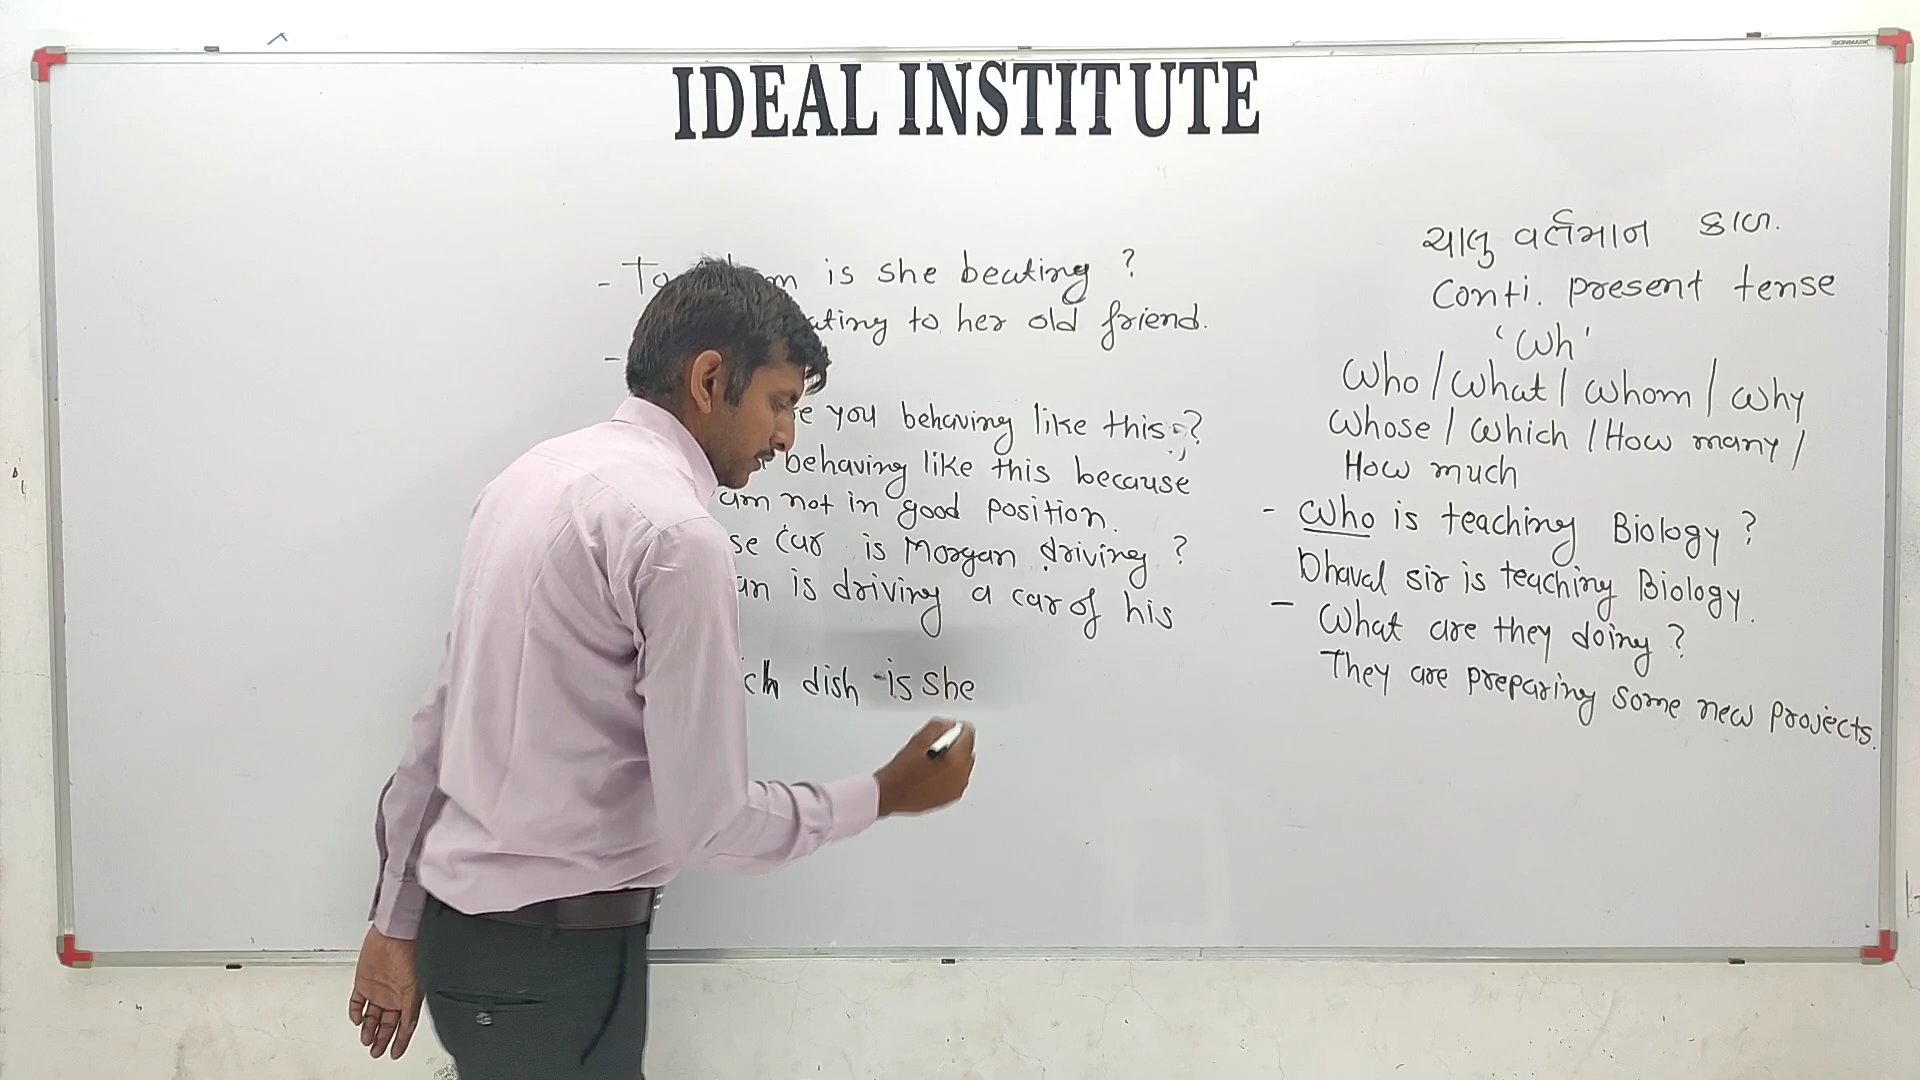 SIGNMARK
IDEAL INSTITUTE
ચાલુ વર્તમાન કાળ.
Conti. present tense
'Wh'
Who / What / Whom / Why
Whose / Which / How many /
How much
- Who is teaching Biology ?
Dhaval sir is teaching Biology.
- What are they doing ?
They are preparing some new projects.
- is she beating ?
to her old friend.
-
you behaving like this ?
behaving like this because
am not in good position.
car is Morgan driving ?
is driving a car of his
dish is she